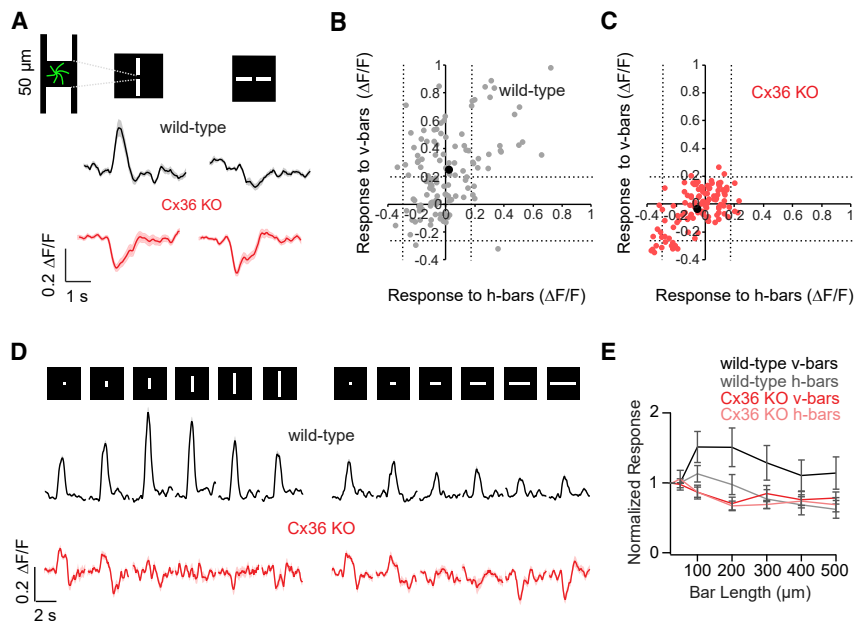 A
50 µm
wild-type
Cx36 KO
0.2 ΔF/F
1 s
B
Response to v-bars (ΔF/F)
1
0.8
0.6
0.4
0.2
0
-0.2
-0.4
-0.4 -0.2 0 0.2 0.4 0.6 0.8 1
wild-type
Response to h-bars (ΔF/F)
C
Response to v-bars (ΔF/F)
1
0.8
0.6
0.4
0.2
0
-0.2
-0.4
-0.4 -0.2 0 0.2 0.4 0.6 0.8 1
Cx36 KO
Response to h-bars (ΔF/F)
D
wild-type
Cx36 KO
0.2 ΔF/F
2 s
E
wild-type v-bars
wild-type h-bars
Cx36 KO v-bars
Cx36 KO h-bars
Normalized Response
2
1
0
100 200 300 400 500
Bar Length (µm)